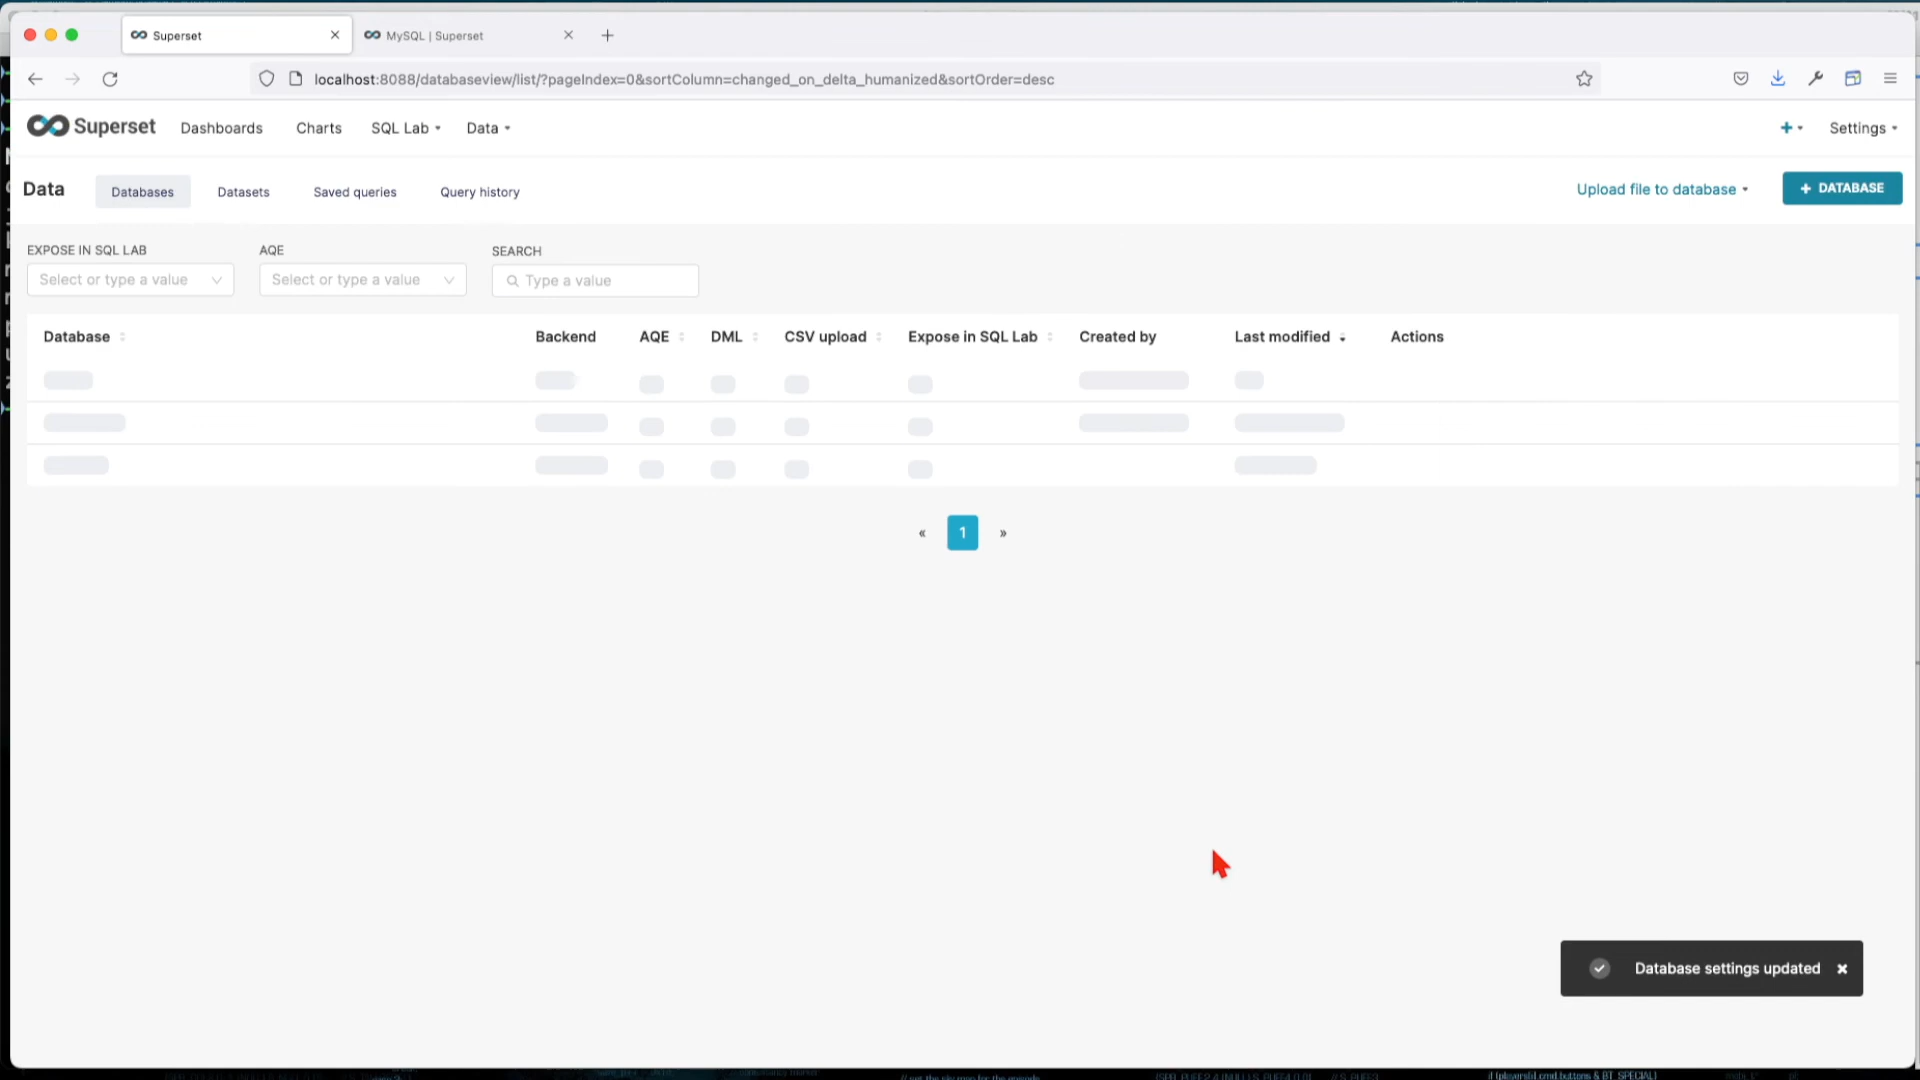 Superset
MySQL | Superset
localhost:8088/databaseview/list/?pageIndex=0&sortColumn=changed_on_delta_humanized&sortOrder=desc
Superset Dashboards Charts SQL Lab Data Settings
Data Databases Datasets Saved queries Query history Upload file to database + DATABASE
EXPOSE IN SQL LAB AQE SEARCH
Select or type a value Select or type a value Type a value
Database Backend AQE DML CSV upload Expose in SQL Lab Created by Last modified Actions
« 1 »
Database settings updated